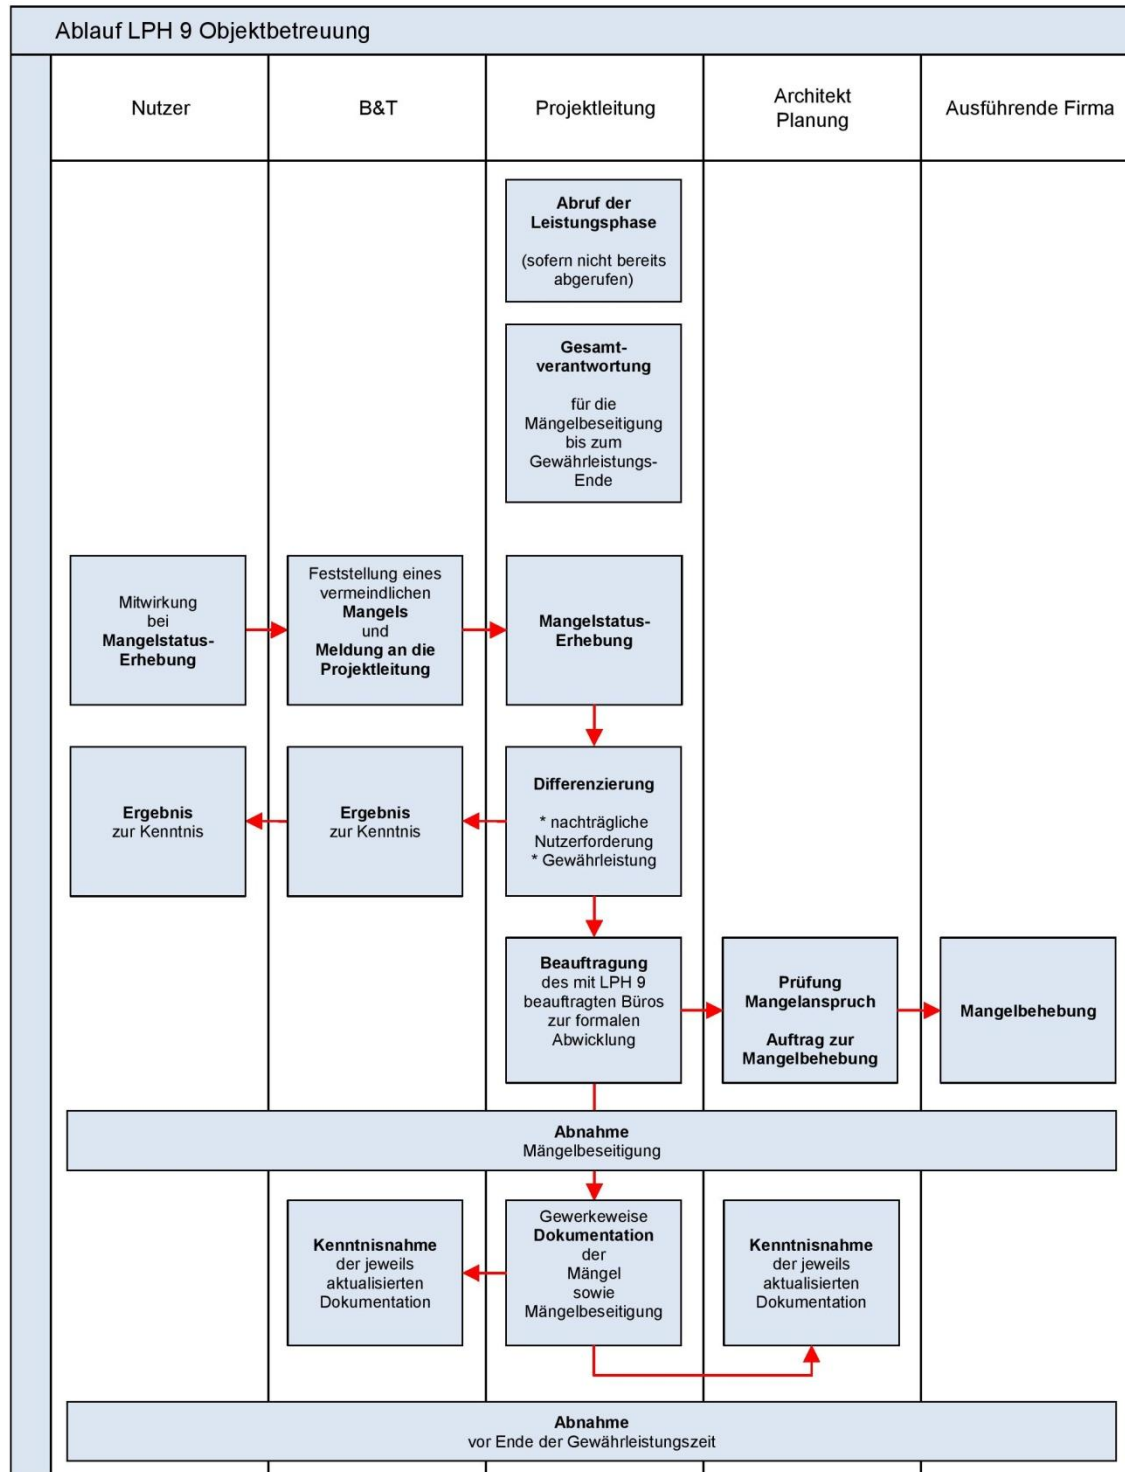 Ablauf LPH 9 Objektbetreuung
Nutzer
B&T
Projektleitung
Architekt
Planung
Ausführende Firma
Abruf der
Leistungsphase
(sofern nicht bereits
abgerufen)
Gesamt-
verantwortung
für die
Mängelbeseitigung
bis zum
Gewährleistungs-
Ende
Mitwirkung
bei
Mangelstatus-
Erhebung
Feststellung eines
vermeindlichen
Mangels
und
Meldung an die
Projektleitung
Mangelstatus-
Erhebung
Ergebnis
zur Kenntnis
Ergebnis
zur Kenntnis
Differenzierung
* nachträgliche
Nutzerforderung
* Gewährleistung
Beauftragung
des mit LPH 9
beauftragten Büros
zur formalen
Abwicklung
Prüfung
Mangelanspruch
Auftrag zur
Mangelbehebung
Mangelbehebung
Abnahme
Mängelbeseitigung
Kenntnisnahme
der jeweils
aktualisierten
Dokumentation
Gewerkeweise
Dokumentation
der
Mängel
sowie
Mängelbeseitigung
Kenntnisnahme
der jeweils
aktualisierten
Dokumentation
Abnahme
vor Ende der Gewährleistungszeit